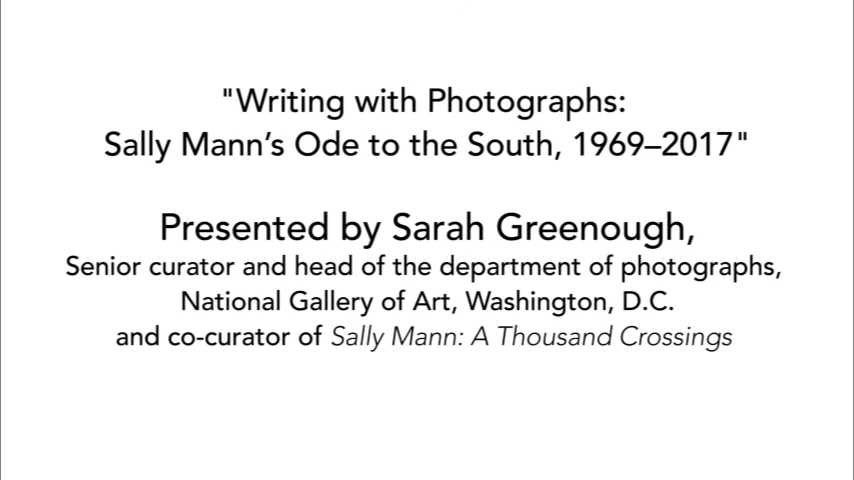 "Writing with Photographs:
Sally Mann’s Ode to the South, 1969–2017"
Presented by Sarah Greenough,
Senior curator and head of the department of photographs,
National Gallery of Art, Washington, D.C.
and co-curator of Sally Mann: A Thousand Crossings